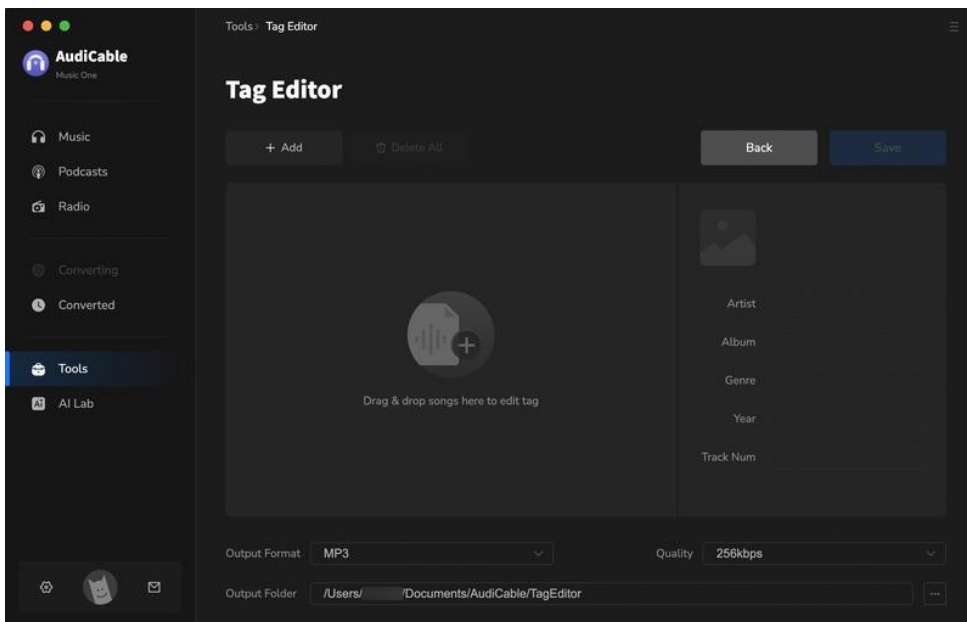 AudiCable
Music One
Music
Podcasts
Radio
Converting
Converted
Tools
AI Lab
Tools› Tag Editor
Tag Editor
+ Add
Delete All
Back
Save
Drag & drop songs here to edit tag
Artist
Album
Genre
Year
Track Num
Output Format MP3
Quality 256kbps
Output Folder /Users/ /Documents/AudiCable/TagEditor